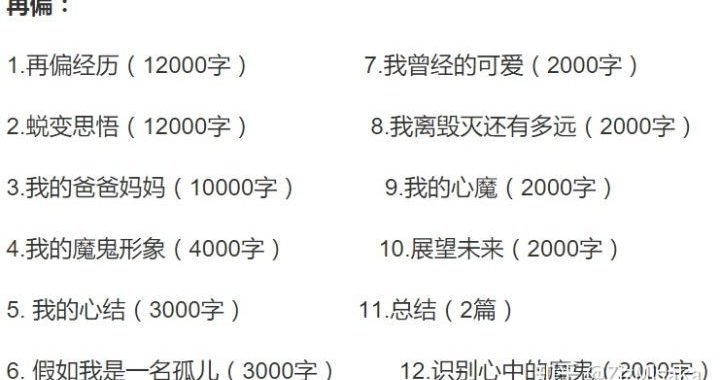 再偏：
1.再偏经历（12000字）
2.蜕变思悟（12000字）
3.我的爸爸妈妈（10000字）
4.我的魔鬼形象（4000字）
5. 我的心结（3000字）
6. 假如我是一名孤儿（3000字）
7.我曾经的可爱（2000字）
8.我离毁灭还有多远（2000字）
9.我的心魔（2000字）
10.展望未来（2000字）
11.总结（2篇）
12.识别心中的魔鬼（2000字）